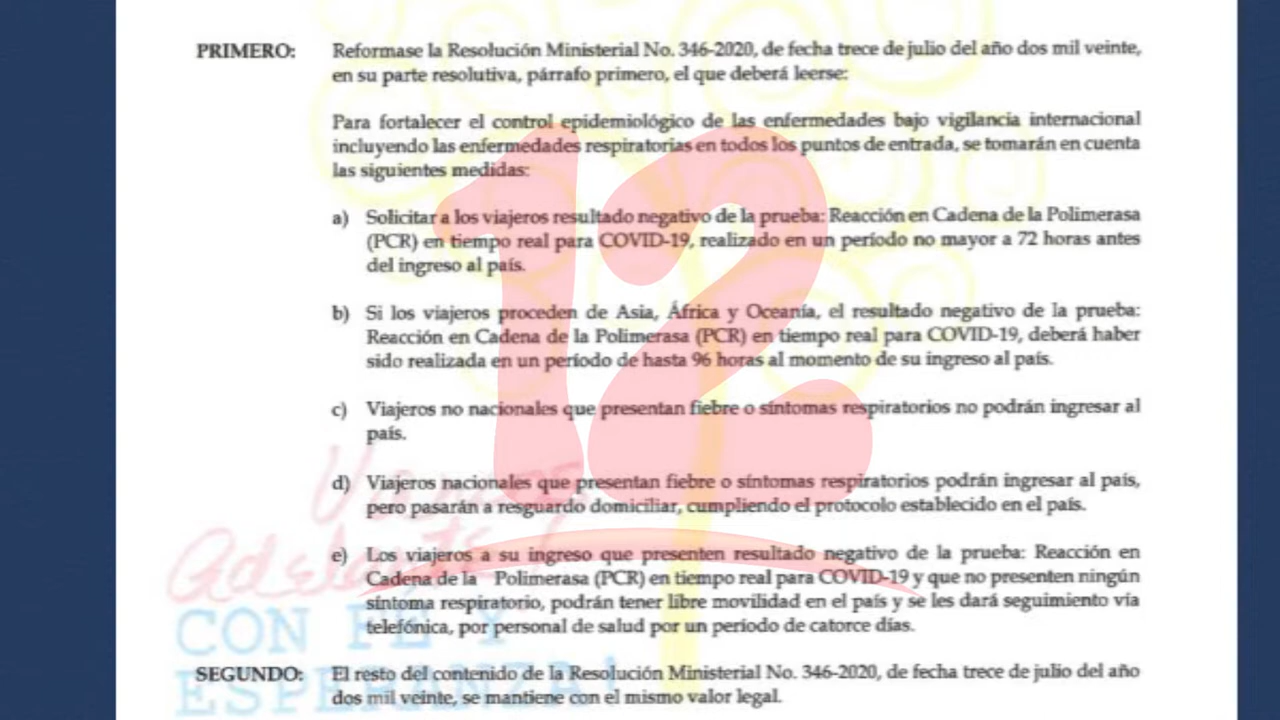 PRIMERO: Reformase la Resolución Ministerial No. 346-2020, de fecha trece de julio del año dos mil veinte,
en su parte resolutiva, párrafo primero, el que deberá leerse:
Para fortalecer el control epidemiológico de las enfermedades bajo vigilancia internacional
incluyendo las enfermedades respiratorias en todos los puntos de entrada, se tomarán en cuenta
las siguientes medidas:
a) Solicitar a los viajeros resultado negativo de la prueba: Reacción en Cadena de la Polimerasa
(PCR) en tiempo real para COVID-19, realizado en un período no mayor a 72 horas antes
del ingreso al país.
b) Si los viajeros proceden de Asia, África y Oceanía, el resultado negativo de la prueba:
Reacción en Cadena de la Polimerasa (PCR) en tiempo real para COVID-19, deberá haber
sido realizada en un período de hasta 96 horas al momento de su ingreso al país.
c) Viajeros no nacionales que presentan fiebre o síntomas respiratorios no podrán ingresar al
país.
d) Viajeros nacionales que presentan fiebre o síntomas respiratorios podrán ingresar al país,
pero pasarán a resguardo domiciliar, cumpliendo el protocolo establecido en el país.
e) Los viajeros a su ingreso que presenten resultado negativo de la prueba: Reacción en
Cadena de la Polimerasa (PCR) en tiempo real para COVID-19 y que no presenten ningún
síntoma respiratorio, podrán tener libre movilidad en el país y se les dará seguimiento vía
telefónica, por personal de salud por un período de catorce días.
SEGUNDO: El resto del contenido de la Resolución Ministerial No. 346-2020, de fecha trece de julio del año
dos mil veinte, se mantiene con el mismo valor legal.
12
Vamos
Adelante!
CON FÉ Y
ESPERANZA!